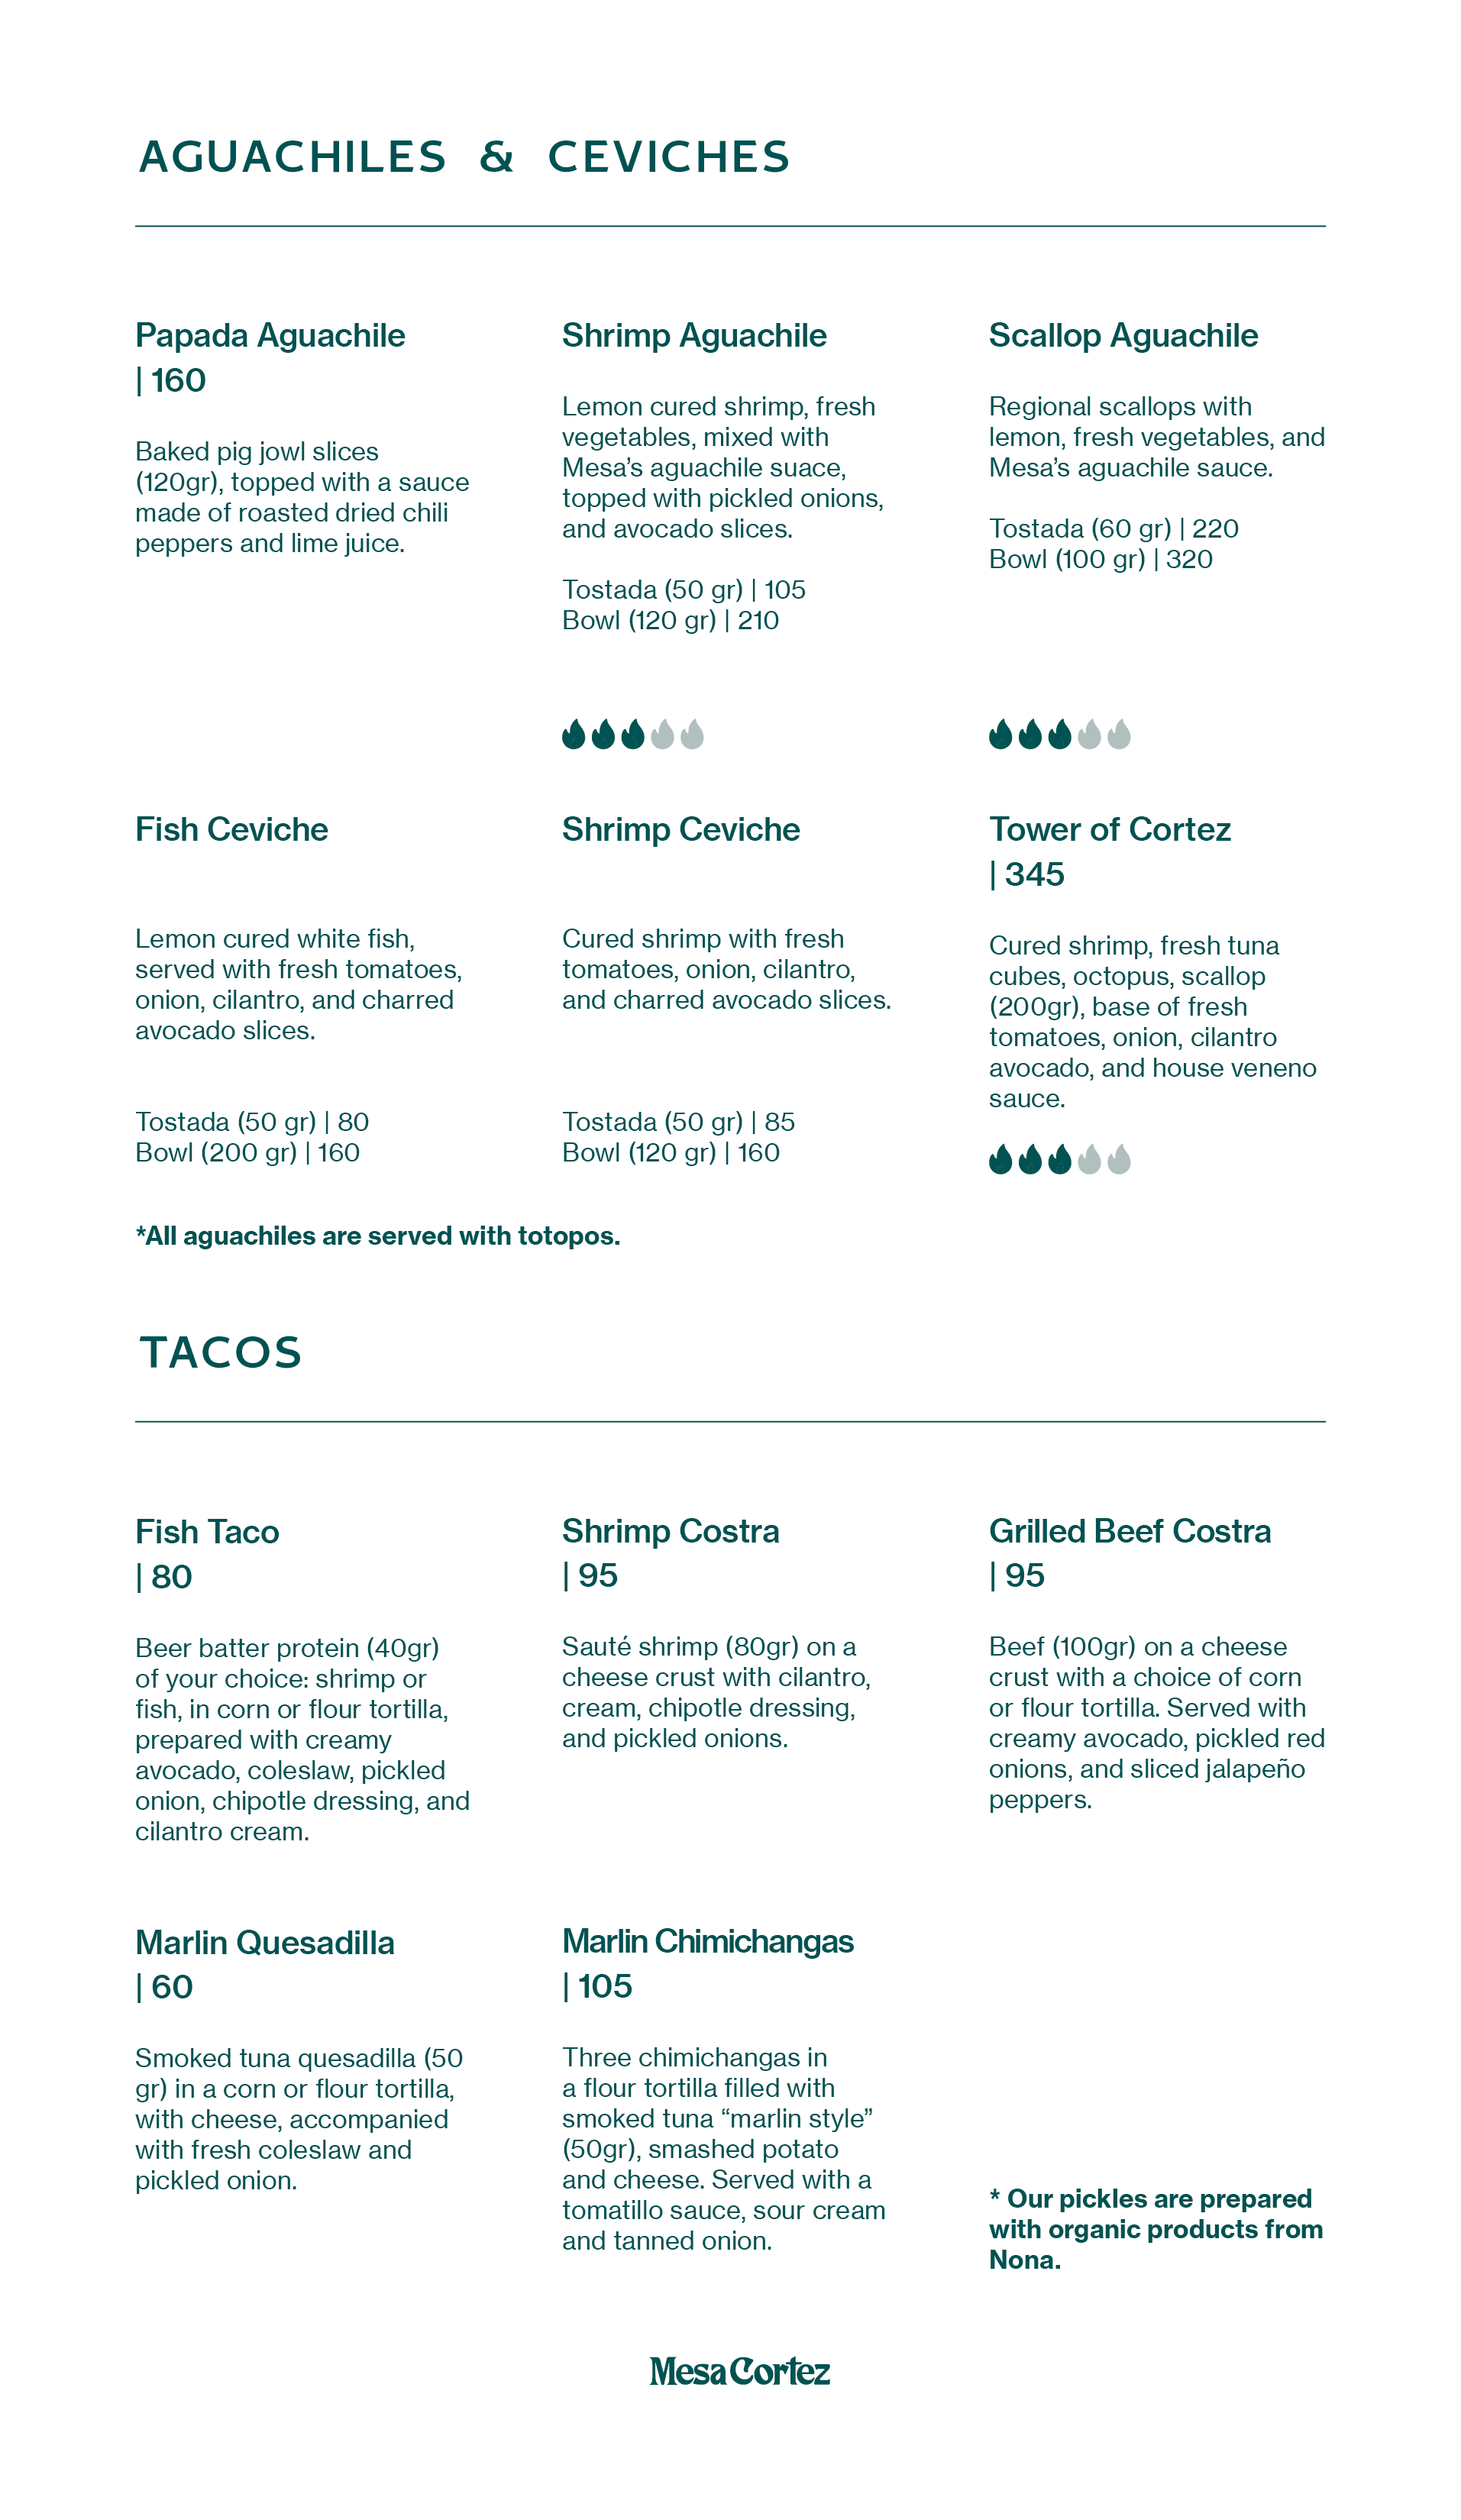 AGUACHILES & CEVICHES
Papada Aguachile
| 160
Baked pig jowl slices
(120gr), topped with a sauce
made of roasted dried chili
peppers and lime juice.
Shrimp Aguachile
Lemon cured shrimp, fresh
vegetables, mixed with
Mesa’s aguachile suace,
topped with pickled onions,
and avocado slices.
Tostada (50 gr) | 105
Bowl (120 gr) | 210
Scallop Aguachile
Regional scallops with
lemon, fresh vegetables, and
Mesa’s aguachile sauce.
Tostada (60 gr) | 220
Bowl (100 gr) | 320
Fish Ceviche
Lemon cured white fish,
served with fresh tomatoes,
onion, cilantro, and charred
avocado slices.
Tostada (50 gr) | 80
Bowl (200 gr) | 160
Shrimp Ceviche
Cured shrimp with fresh
tomatoes, onion, cilantro,
and charred avocado slices.
Tostada (50 gr) | 85
Bowl (120 gr) | 160
Tower of Cortez
| 345
Cured shrimp, fresh tuna
cubes, octopus, scallop
(200gr), base of fresh
tomatoes, onion, cilantro
avocado, and house veneno
sauce.
*All aguachiles are served with totopos.
TACOS
Fish Taco
| 80
Beer batter protein (40gr)
of your choice: shrimp or
fish, in corn or flour tortilla,
prepared with creamy
avocado, coleslaw, pickled
onion, chipotle dressing, and
cilantro cream.
Shrimp Costra
| 95
Sauté shrimp (80gr) on a
cheese crust with cilantro,
cream, chipotle dressing,
and pickled onions.
Grilled Beef Costra
| 95
Beef (100gr) on a cheese
crust with a choice of corn
or flour tortilla. Served with
creamy avocado, pickled red
onions, and sliced jalapeño
peppers.
Marlin Quesadilla
| 60
Smoked tuna quesadilla (50
gr) in a corn or flour tortilla,
with cheese, accompanied
with fresh coleslaw and
pickled onion.
Marlin Chimichangas
| 105
Three chimichangas in
a flour tortilla filled with
smoked tuna “marlin style”
(50gr), smashed potato
and cheese. Served with a
tomatillo sauce, sour cream
and tanned onion.
* Our pickles are prepared
with organic products from
Nona.
Mesa Cortez